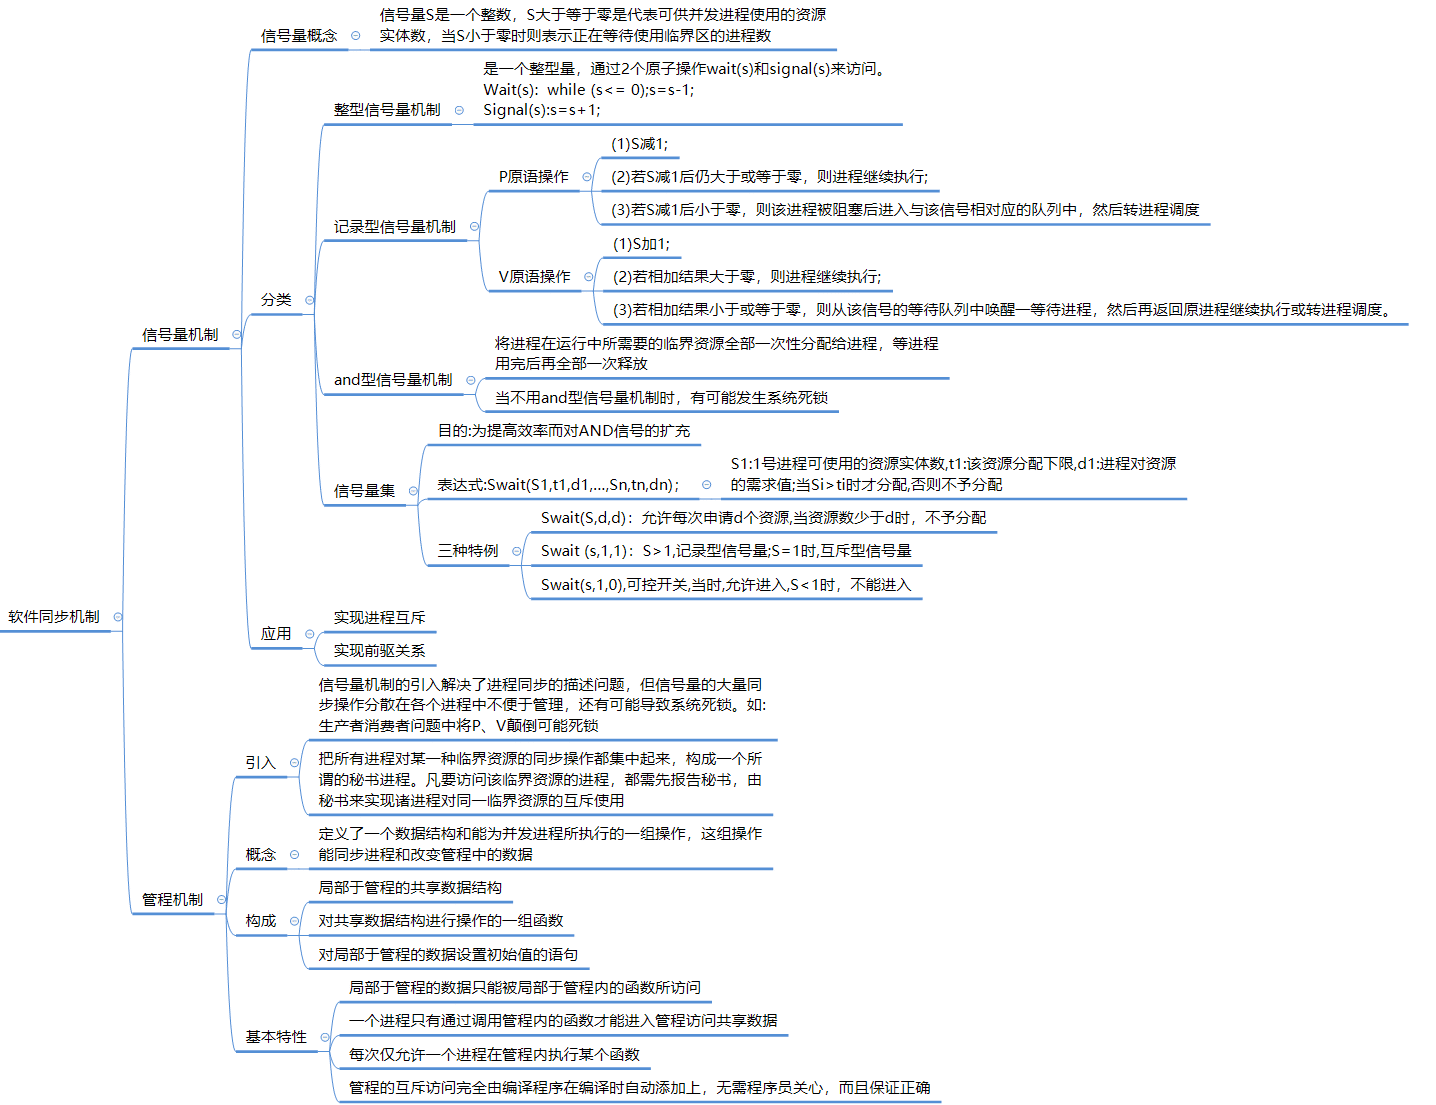 软件同步机制
信号量机制
信号量概念
信号量S是一个整数，S大于等于零是代表可供并发进程使用的资源
实体数，当S小于零时则表示正在等待使用临界区的进程数
分类
整型信号量机制
是一个整型量，通过2个原子操作wait(s)和signal(s)来访问。
Wait(s):  while (s<= 0);s=s-1;
Signal(s):s=s+1;
记录型信号量机制
P原语操作
(1)S减1;
(2)若S减1后仍大于或等于零，则进程继续执行;
(3)若S减1后小于零，则该进程被阻塞后进入与该信号相对应的队列中，然后转进程调度
V原语操作
(1)S加1;
(2)若相加结果大于零，则进程继续执行;
(3)若相加结果小于或等于零，则从该信号的等待队列中唤醒一等待进程，然后再返回原进程继续执行或转进程调度。
and型信号量机制
将进程在运行中所需要的临界资源全部一次性分配给进程，等进程
用完后再全部一次释放
当不用and型信号量机制时，有可能发生系统死锁
信号量集
目的:为提高效率而对AND信号的扩充
表达式:Swait(S1,t1,d1,...,Sn,tn,dn)；
S1:1号进程可使用的资源实体数,t1:该资源分配下限,d1:进程对资源
的需求值;当Si>ti时才分配,否则不予分配
三种特例
Swait(S,d,d)：允许每次申请d个资源,当资源数少于d时，不予分配
Swait (s,1,1)：S>1,记录型信号量;S=1时,互斥型信号量
Swait(s,1,0),可控开关,当时,允许进入,S<1时，不能进入
应用
实现进程互斥
实现前驱关系
管程机制
引入
信号量机制的引入解决了进程同步的描述问题，但信号量的大量同
步操作分散在各个进程中不便于管理，还有可能导致系统死锁。如:
生产者消费者问题中将P、V颠倒可能死锁
把所有进程对某一种临界资源的同步操作都集中起来，构成一个所
谓的秘书进程。凡要访问该临界资源的进程，都需先报告秘书，由
秘书来实现诸进程对同一临界资源的互斥使用
概念
定义了一个数据结构和能为并发进程所执行的一组操作，这组操作
能同步进程和改变管程中的数据
构成
局部于管程的共享数据结构
对共享数据结构进行操作的一组函数
对局部于管程的数据设置初始值的语句
基本特性
局部于管程的数据只能被局部于管程内的函数所访问
一个进程只有通过调用管程内的函数才能进入管程访问共享数据
每次仅允许一个进程在管程内执行某个函数
管程的互斥访问完全由编译程序在编译时自动添加上，无需程序员关心，而且保证正确